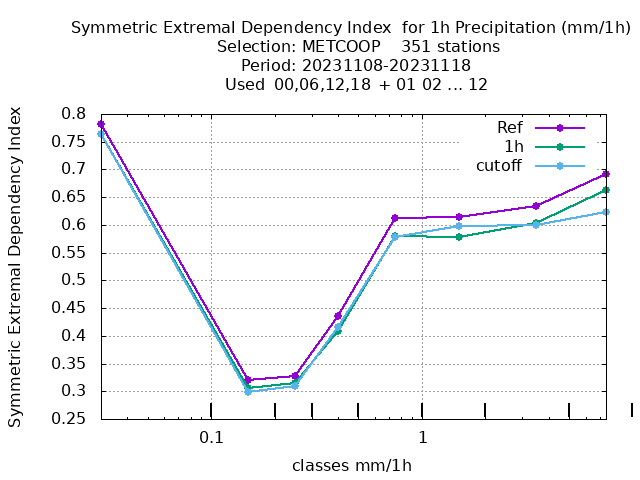 Symmetric Extremal Dependency Index  for 1h Precipitation (mm/1h)
Selection: METCOOP    351 stations
Period: 20231108-20231118
Used  00,06,12,18  + 01 02 ... 12
Symmetric Extremal Dependency Index
0.8
0.75
0.7
0.65
0.6
0.55
0.5
0.45
0.4
0.35
0.3
0.25
Ref
1h
cutoff
0.1
1
classes mm/1h